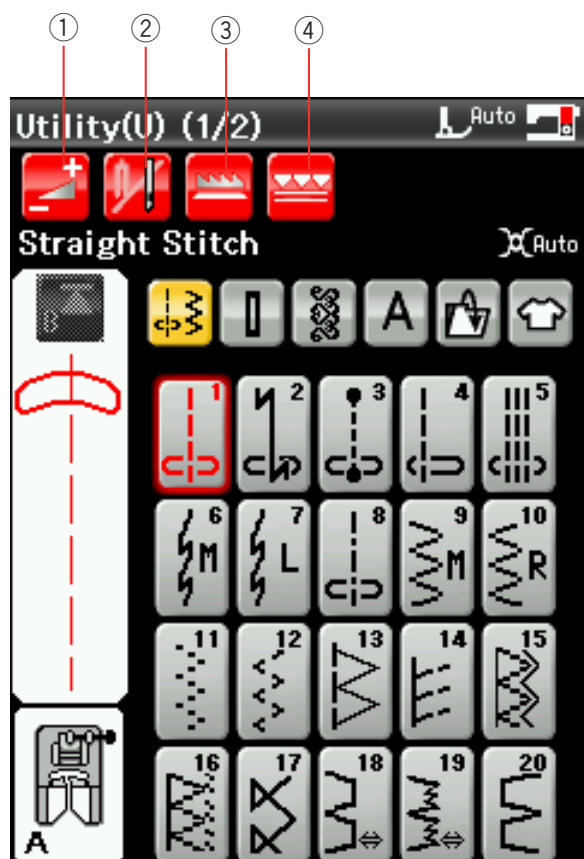 ① ② ③ ④
Utility(U) (1/2) Auto
Straight Stitch Auto
A
1 2 3 4 5
6 M 7 L 8 9 M 10 R
11 12 13 14 15
16 17 18 19 20
A